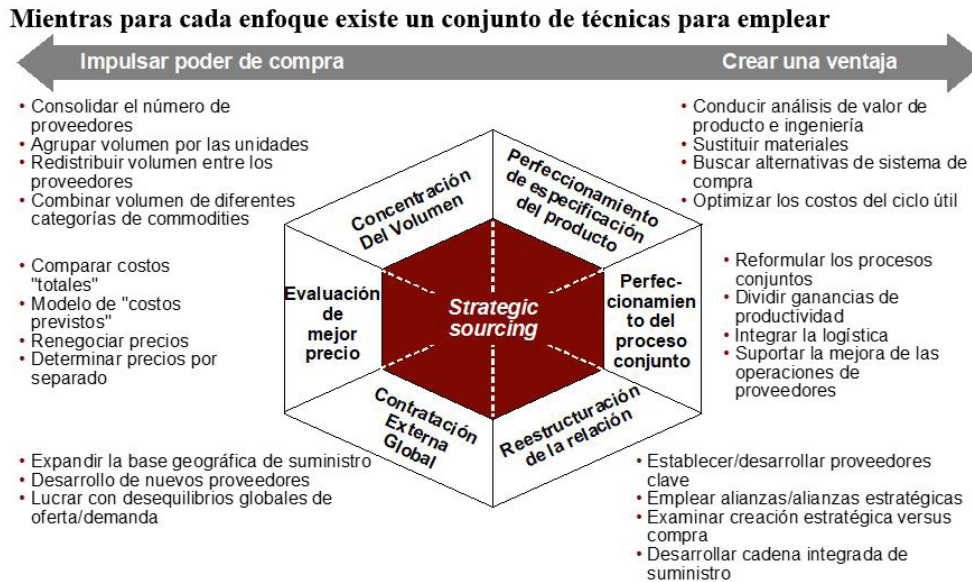 Mientras para cada enfoque existe un conjunto de técnicas para emplear
Impulsar poder de compra
Crear una ventaja
• Consolidar el número de
proveedores
• Agrupar volumen por las unidades
• Redistribuir volumen entre los
proveedores
• Combinar volumen de diferentes
categorías de commodities
• Conducir análisis de valor de
producto e ingeniería
• Sustituir materiales
• Buscar alternativas de sistema de
compra
• Optimizar los costos del ciclo útil
Concentración
Del Volumen
Perfeccionamiento
de especificación
del producto
• Comparar costos
"totales"
• Modelo de "costos
previstos"
• Renegociar precios
• Determinar precios por
separado
Evaluación
de
mejor
precio
Strategic
sourcing
Perfec-
cionamien
to del
proceso
conjunto
• Reformular los procesos
conjuntos
• Dividir ganancias de
productividad
• Integrar la logística
• Suportar la mejora de las
operaciones de
proveedores
Contratación
Externa
Global
Reestructuración
de la relación
• Expandir la base geográfica de suministro
• Desarrollo de nuevos proveedores
• Lucrar con desequilibrios globales de
oferta/demanda
• Establecer/desarrollar proveedores
clave
• Emplear alianzas/alianzas estratégicas
• Examinar creación estratégica versus
compra
• Desarrollar cadena integrada de
suministro